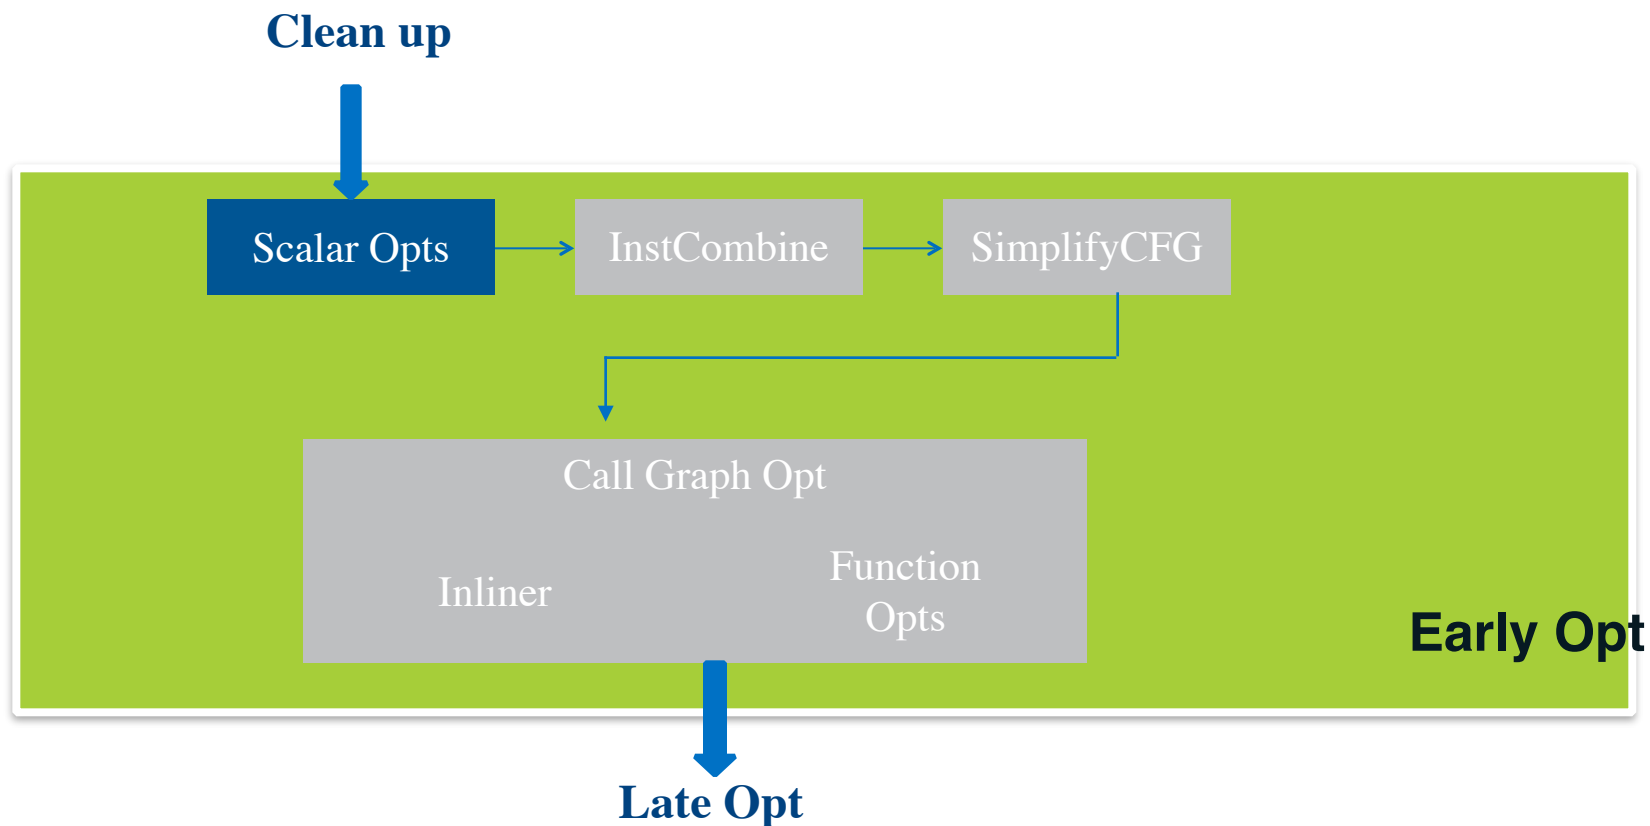 Clean up
Scalar Opts
InstCombine
SimplifyCFG
Call Graph Opt
Inliner
Function
Opts
Early Opt
Late Opt